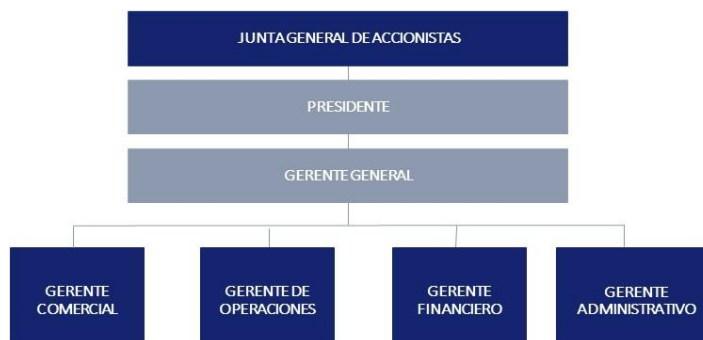 JUNTA GENERAL DE ACCIONISTAS
PRESIDENTE
GERENTE GENERAL
GERENTE
COMERCIAL
GERENTE DE
OPERACIONES
GERENTE
FINANCIERO
GERENTE
ADMINISTRATIVO